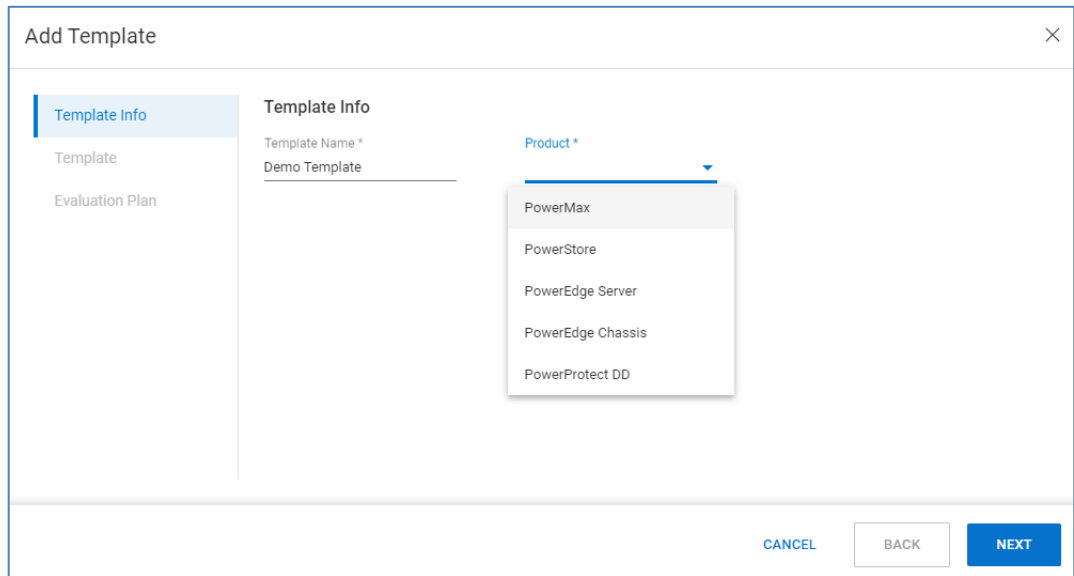 Add Template
Template Info
Template
Evaluation Plan
Template Info
Template Name *
Demo Template
Product *
PowerMax
PowerStore
PowerEdge Server
PowerEdge Chassis
PowerProtect DD
CANCEL
BACK
NEXT